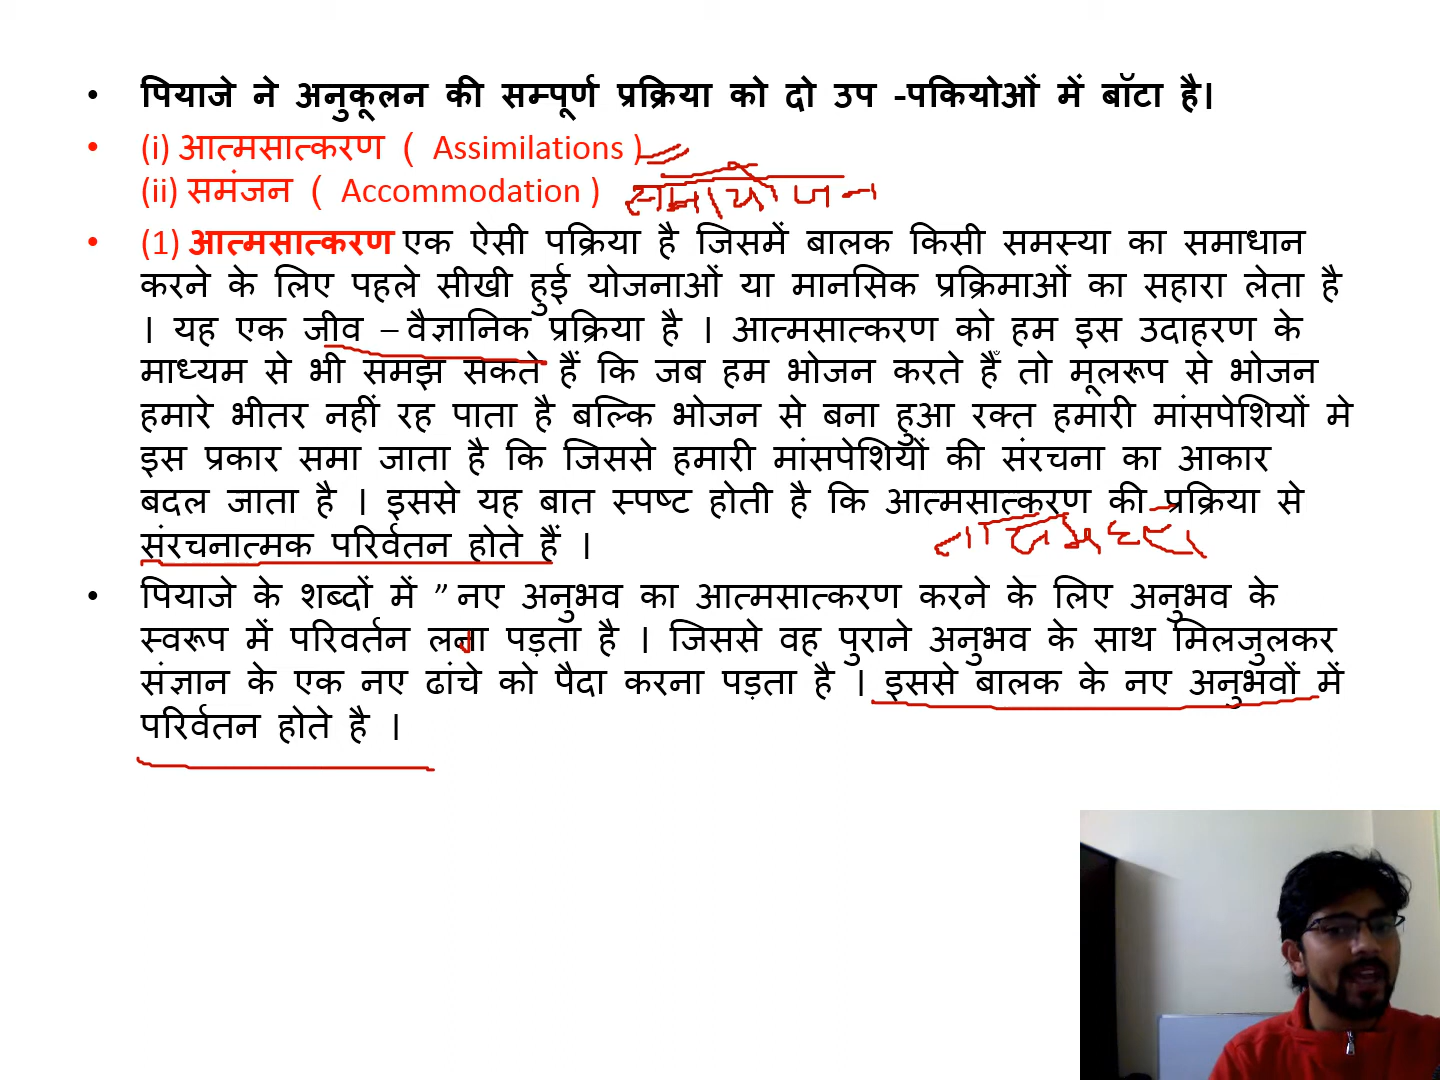 • पियाजे ने अनुकूलन की सम्पूर्ण प्रक्रिया को दो उप -पकियोओं में बॉटा है।
• (i) आत्मसात्करण ( Assimilations )
(ii) समंजन ( Accommodation ) समायोजन
• (1) आत्मसात्करण एक ऐसी पक्रिया है जिसमें बालक किसी समस्या का समाधान
करने के लिए पहले सीखी हुई योजनाओं या मानसिक प्रक्रिमाओं का सहारा लेता है
। यह एक जीव – वैज्ञानिक प्रक्रिया है । आत्मसात्करण को हम इस उदाहरण के
माध्यम से भी समझ सकते हैं कि जब हम भोजन करते हैँ तो मूलरूप से भोजन
हमारे भीतर नहीं रह पाता है बल्कि भोजन से बना हुआ रक्त हमारी मांसपेशियों मे
इस प्रकार समा जाता है कि जिससे हमारी मांसपेशियों की संरचना का आकार
बदल जाता है । इससे यह बात स्पष्ट होती है कि आत्मसात्करण की प्रक्रिया से
संरचनात्मक परिर्वतन होते हैं ।
• पियाजे के शब्दों में ” नए अनुभव का आत्मसात्करण करने के लिए अनुभव के
स्वरूप में परिवर्तन लना पड़ता है । जिससे वह पुराने अनुभव के साथ मिलजुलकर
संज्ञान के एक नए ढांचे को पैदा करना पड़ता है । इससे बालक के नए अनुभवों में
परिर्वतन होते है ।